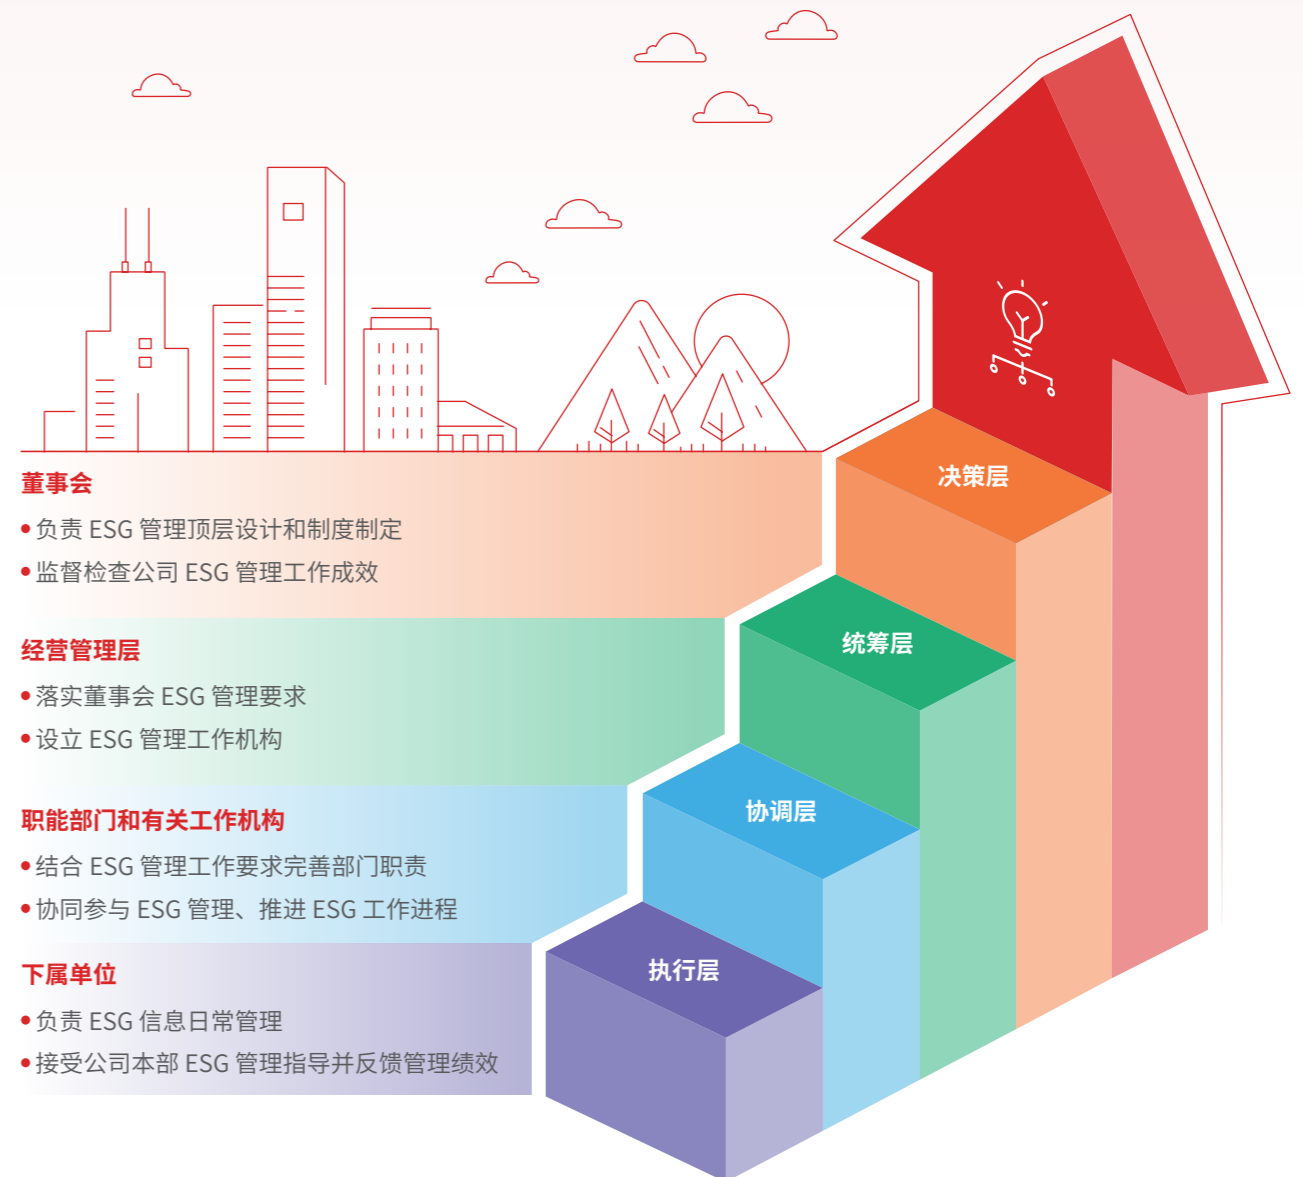 董事会
• 负责 ESG 管理顶层设计和制度制定
• 监督检查公司 ESG 管理工作成效
决策层
经营管理层
• 落实董事会 ESG 管理要求
• 设立 ESG 管理工作机构
统筹层
职能部门和有关工作机构
• 结合 ESG 管理工作要求完善部门职责
• 协同参与 ESG 管理、推进 ESG 工作进程
协调层
下属单位
• 负责 ESG 信息日常管理
• 接受公司本部 ESG 管理指导并反馈管理绩效
执行层